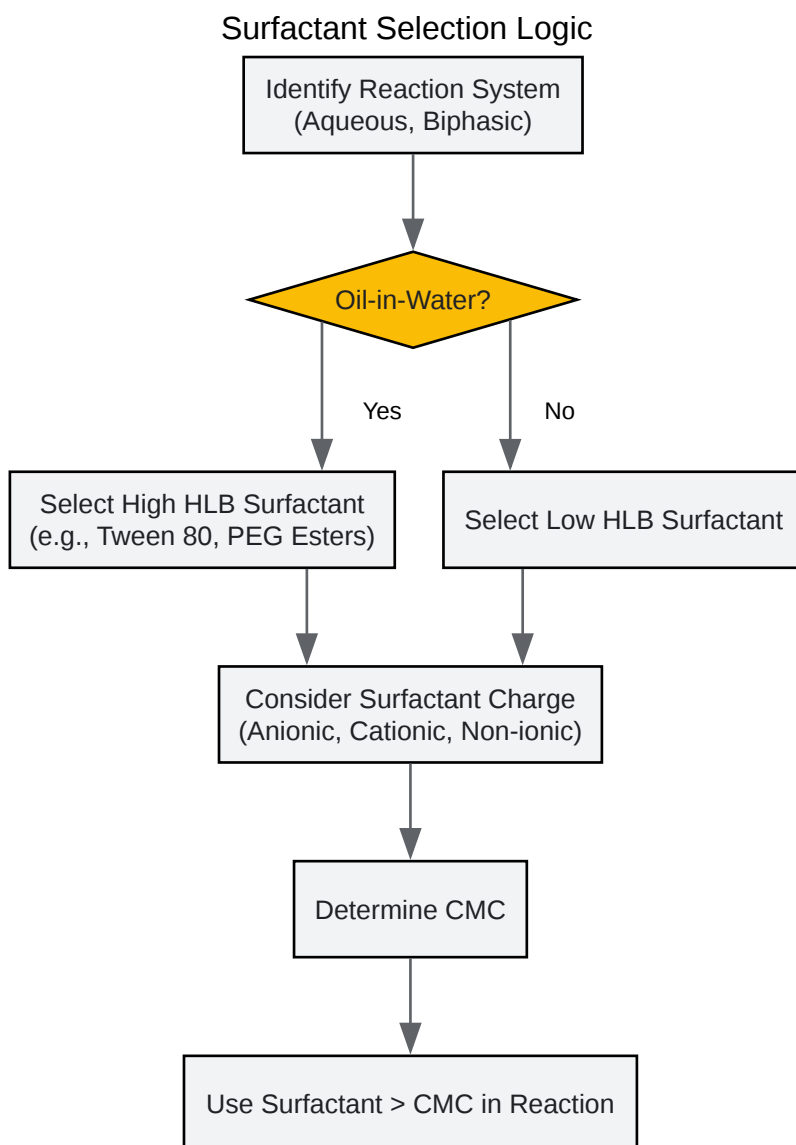 Surfactant Selection Logic
Identify Reaction System
(Aqueous, Biphasic)
Oil-in-Water?
Yes
No
Select High HLB Surfactant
(e.g., Tween 80, PEG Esters)
Select Low HLB Surfactant
Consider Surfactant Charge
(Anionic, Cationic, Non-ionic)
Determine CMC
Use Surfactant > CMC in Reaction